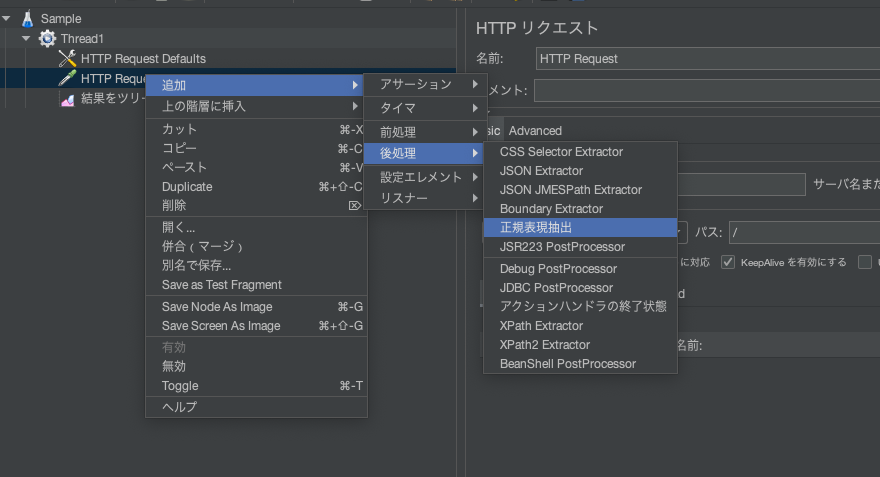 Sample
Thread1
HTTP Request Defaults
HTTP Reque
結果をツリー
追加
上の階層に挿入
カット ⌘-X
コピー ⌘-C
ペースト ⌘-V
Duplicate ⌘+⇧-C
削除 ⌦
開く...
併合 ( マージ )
別名で保存...
Save as Test Fragment
Save Node As Image ⌘-G
Save Screen As Image ⌘+⇧-G
有効
無効
Toggle ⌘-T
ヘルプ
アサーション
タイマ
前処理
後処理
設定エレメント
リスナー
CSS Selector Extractor
JSON Extractor
JSON JMESPath Extractor
Boundary Extractor
正規表現抽出
JSR223 PostProcessor
Debug PostProcessor
JDBC PostProcessor
アクションハンドラの終了状態
XPath Extractor
XPath2 Extractor
BeanShell PostProcessor
HTTP リクエスト
名前: HTTP Request
メント:
sic Advanced
サーバ名また
パス: /
に対応 KeepAlive を有効にする
d
名前: